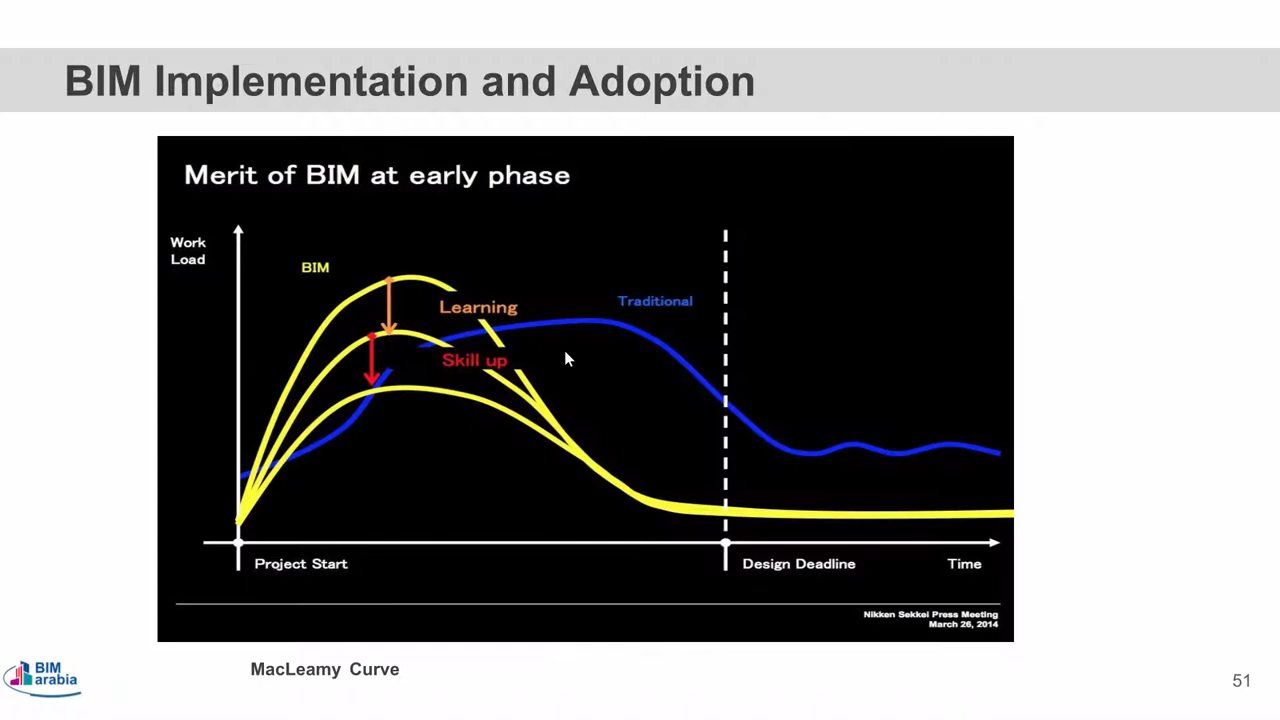 BIM Implementation and Adoption
Merit of BIM at early phase
Work
Load
BIM
Learning
Traditional
Skill up
Project Start
Design Deadline
Time
Nikken Sekkei Press Meeting
March 26, 2014
MacLeamy Curve
BIM
arabia
51